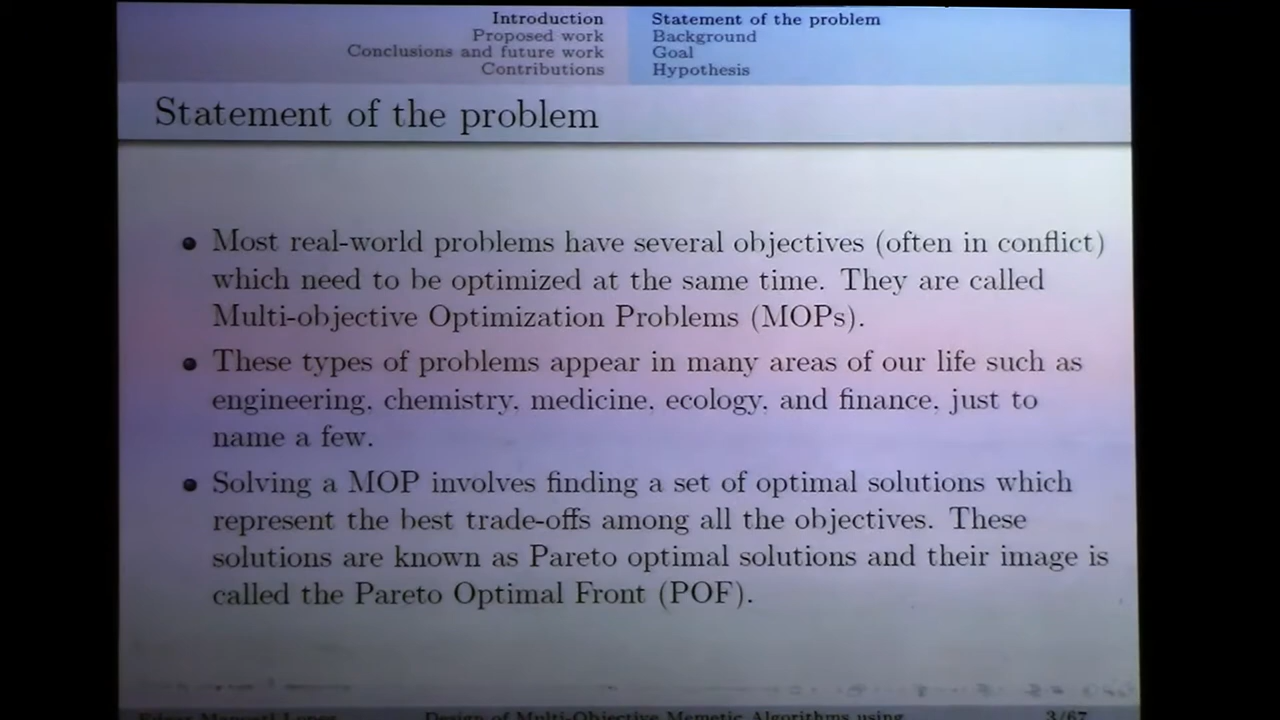 Introduction
Proposed work
Conclusions and future work
Contributions
Statement of the problem
Background
Goal
Hypothesis
Statement of the problem
Most real-world problems have several objectives (often in conflict)
which need to be optimized at the same time. They are called
Multi-objective Optimization Problems (MOPs).
These types of problems appear in many areas of our life such as
engineering, chemistry, medicine, ecology, and finance, just to
name a few.
Solving a MOP involves finding a set of optimal solutions which
represent the best trade-offs among all the objectives. These
solutions are known as Pareto optimal solutions and their image is
called the Pareto Optimal Front (POF).
Design of Multi-Objective Memetic Algorithms using
3/67